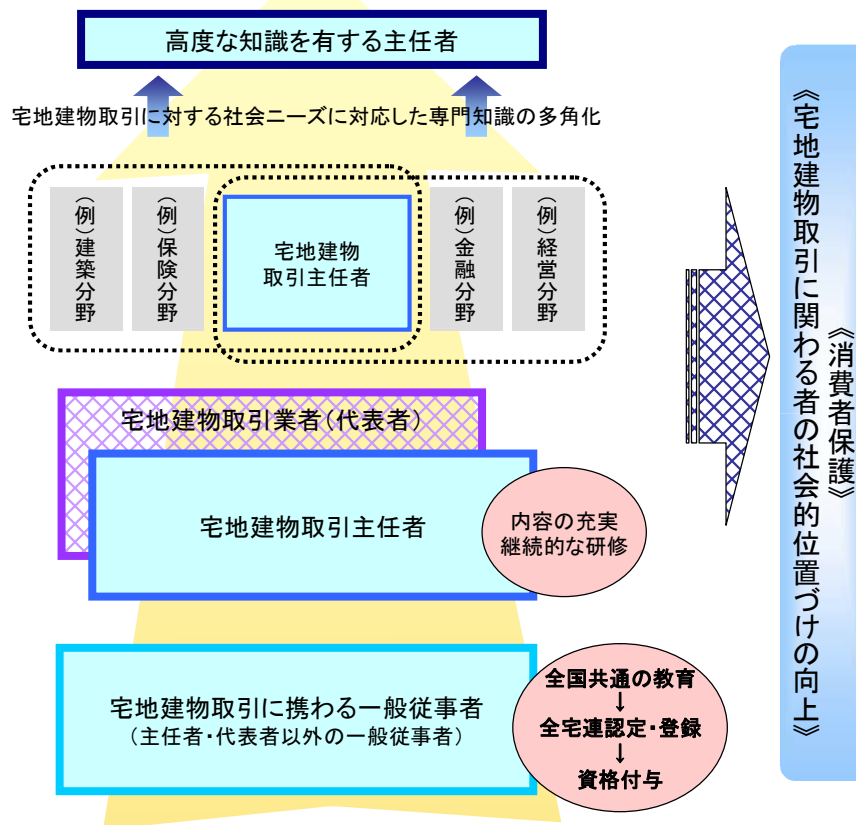 高度な知識を有する主任者
宅地建物取引に対する社会ニーズに対応した専門知識の多角化
(例)建築分野
(例)保険分野
宅地建物
取引主任者
(例)金融分野
(例)経営分野
宅地建物取引業者(代表者)
宅地建物取引主任者
内容の充実
継続的な研修
宅地建物取引に携わる一般従事者
(主任者・代表者以外の一般従事者)
全国共通の教育
↓
全宅連認定・登録
↓
資格付与
《消費者保護》
《宅地建物取引に関わる者の社会的位置づけの向上》